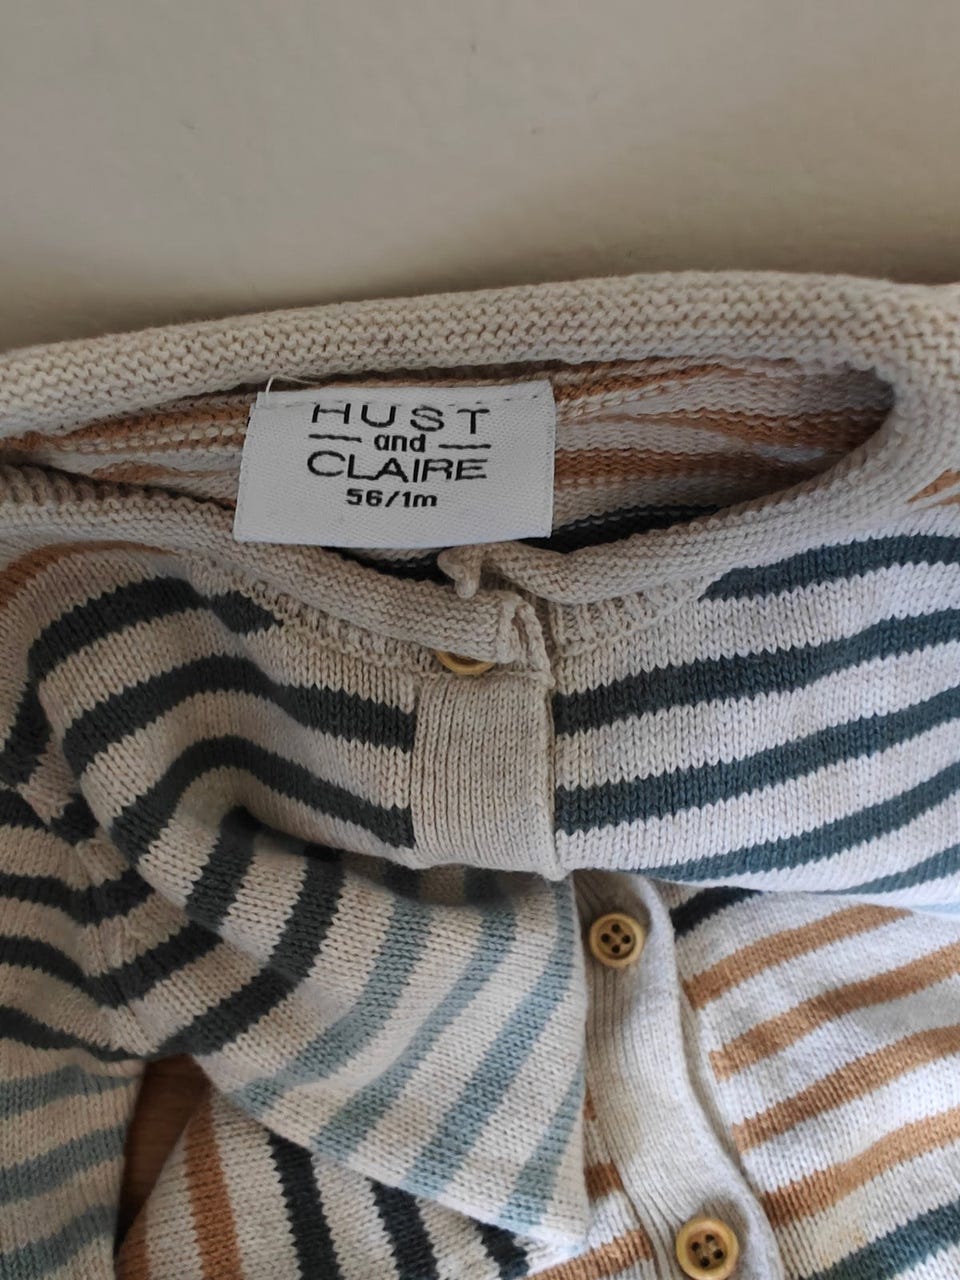 HUST
and
CLAIRE
56/1m